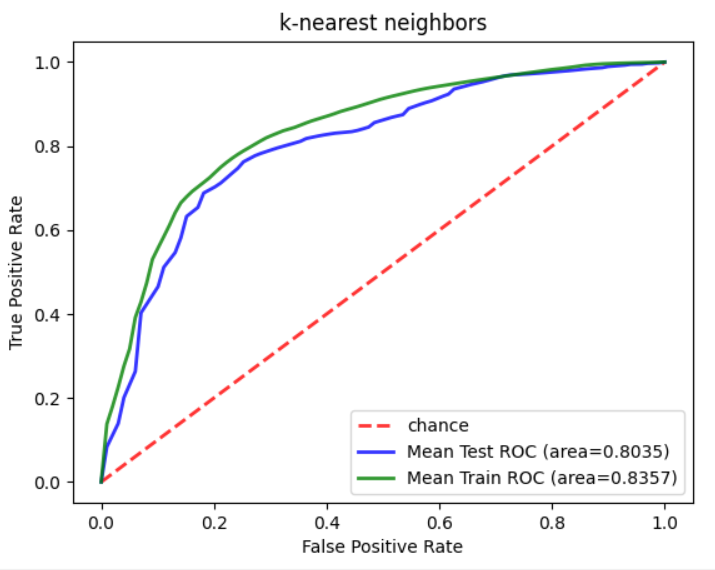 k-nearest neighbors
True Positive Rate
1.0
0.8
0.6
0.4
0.2
0.0
chance
Mean Test ROC (area=0.8035)
Mean Train ROC (area=0.8357)
0.0 0.2 0.4 0.6 0.8 1.0
False Positive Rate